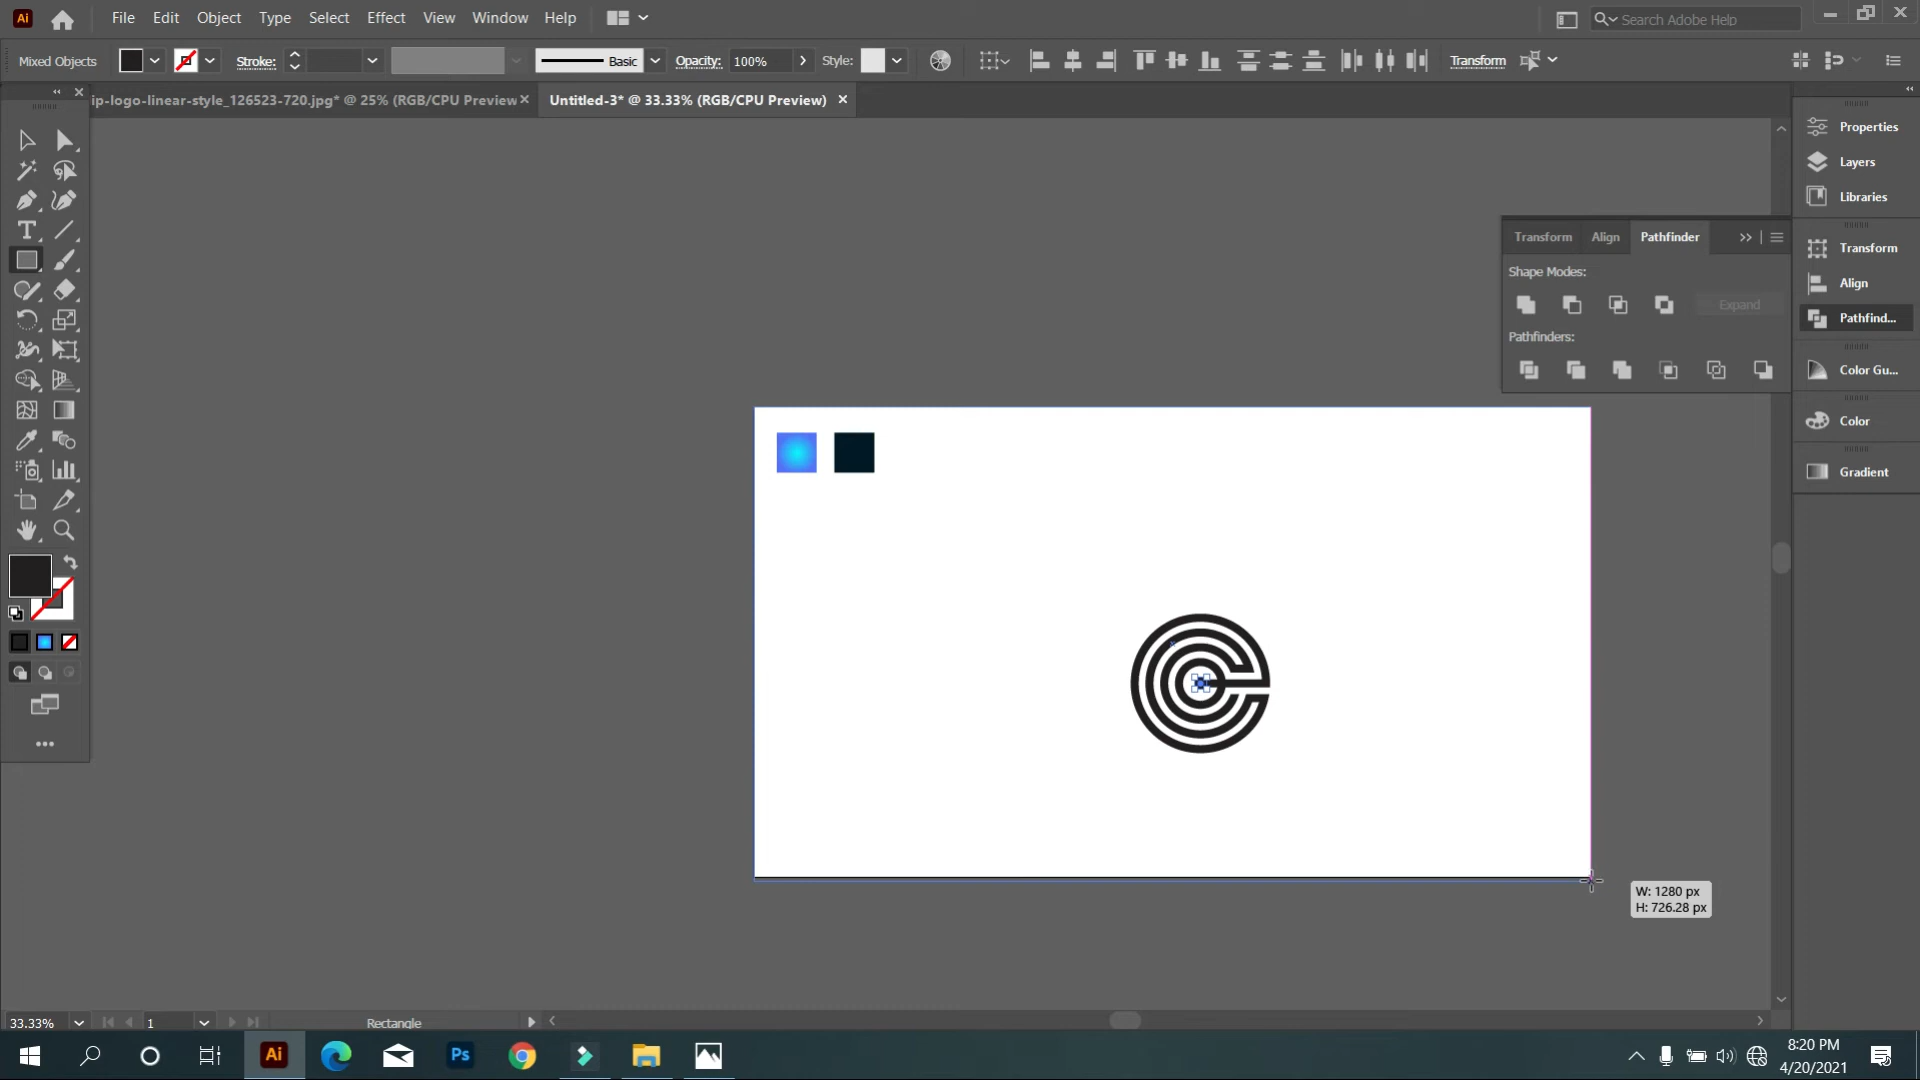 Ai
File Edit Object Type Select Effect View Window Help
Search Adobe Help
Mixed Objects
Stroke:
Basic
Opacity:
100%
Style:
Transform
ip-logo-linear-style_126523-720.jpg* @ 25% (RGB/CPU Preview
Untitled-3* @ 33.33% (RGB/CPU Preview)
Properties
Layers
Libraries
Transform
Align
Pathfind...
Color Gu...
Color
Gradient
Transform Align Pathfinder
Shape Modes:
Expand
Pathfinders:
W: 1280 px
H: 726.28 px
33.33%
1
Rectangle
Ai
Ps
8:20 PM
4/20/2021